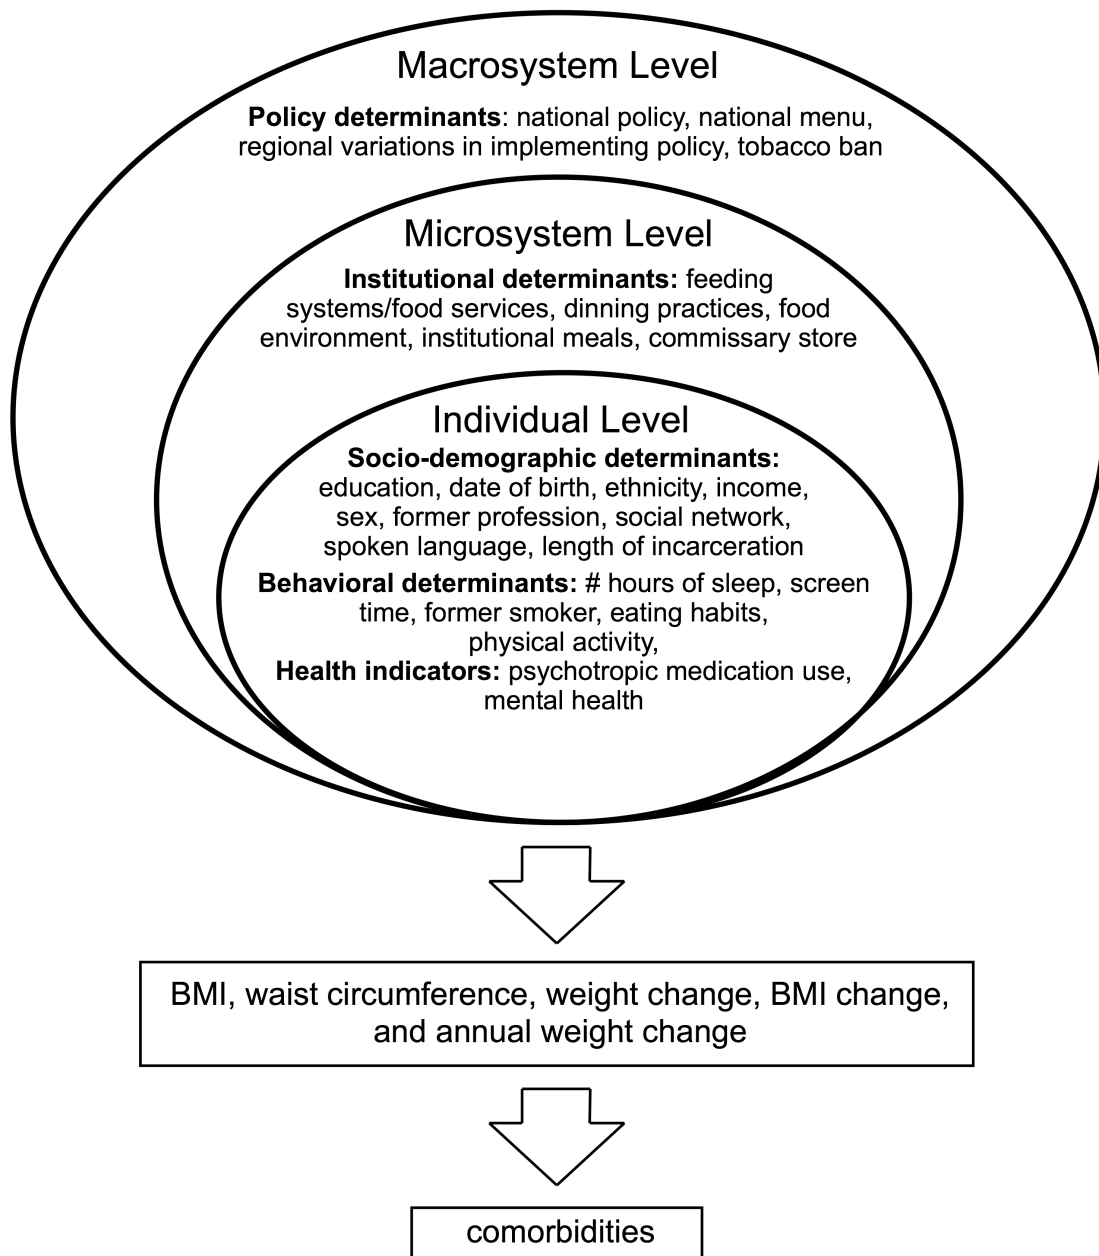 Macrosystem Level
Policy determinants: national policy, national menu,
regional variations in implementing policy, tobacco ban
Microsystem Level
Institutional determinants: feeding
systems/food services, dinning practices, food
environment, institutional meals, commissary store
Individual Level
Socio-demographic determinants:
education, date of birth, ethnicity, income,
sex, former profession, social network,
spoken language, length of incarceration
Behavioral determinants: # hours of sleep, screen
time, former smoker, eating habits,
physical activity,
Health indicators: psychotropic medication use,
mental health
BMI, waist circumference, weight change, BMI change,
and annual weight change
comorbidities